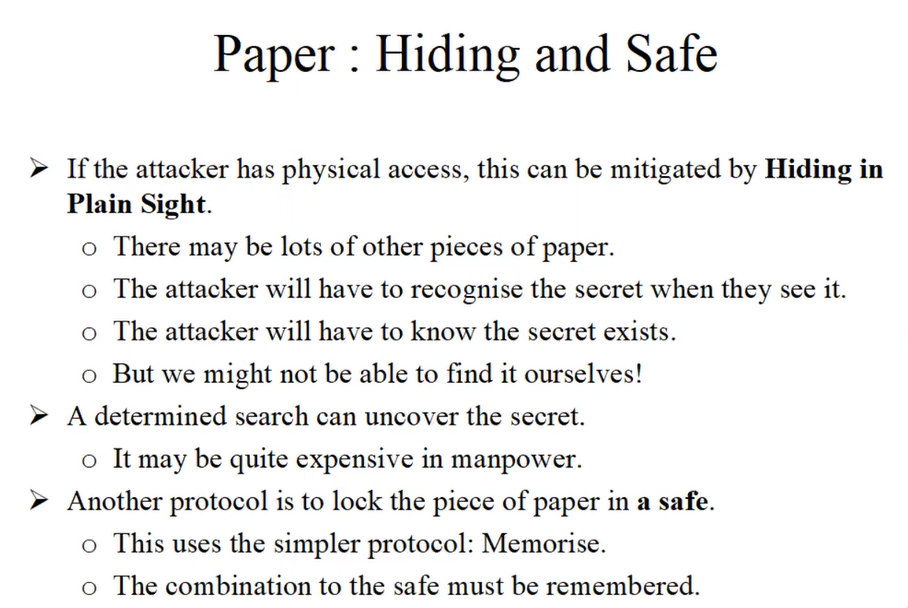 Paper : Hiding and Safe
➢ If the attacker has physical access, this can be mitigated by Hiding in
Plain Sight.
o There may be lots of other pieces of paper.
o The attacker will have to recognise the secret when they see it.
o The attacker will have to know the secret exists.
o But we might not be able to find it ourselves!
➢ A determined search can uncover the secret.
o It may be quite expensive in manpower.
➢ Another protocol is to lock the piece of paper in a safe.
o This uses the simpler protocol: Memorise.
o The combination to the safe must be remembered.